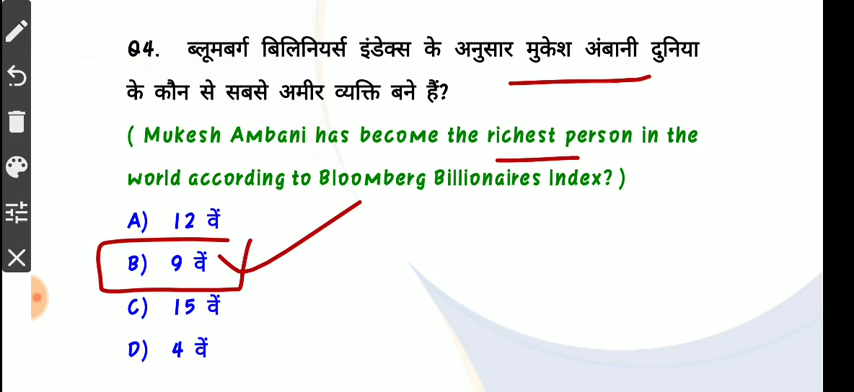 Q4. ब्लूमबर्ग बिलिनियर्स इंडेक्स के अनुसार मुकेश अंबानी दुनिया
के कौन से सबसे अमीर व्यक्ति बने हैं?
( Mukesh Ambani has become the richest person in the
world according to Bloomberg Billionaires Index? )
A) 12 वें
B) 9 वें
C) 15 वें
D) 4 वें